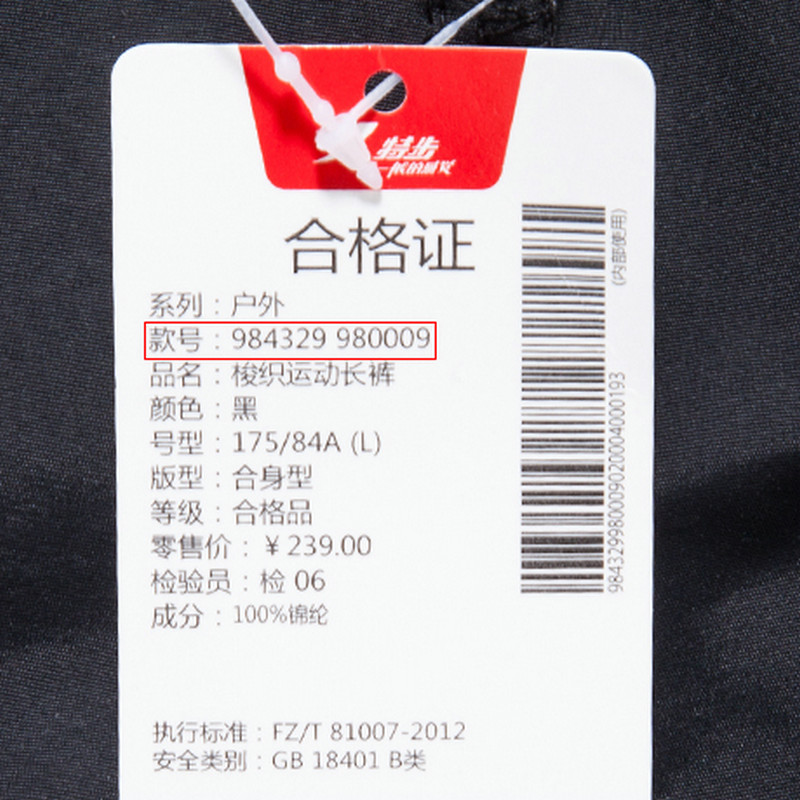 特步
合格证
系列：户外
款号：984329 980009
品名：梭织运动长裤
颜色：黑
号型：175/84A (L)
版型：合身型
等级：合格品
零售价：￥239.00
检验员：检 06
成分：100%锦纶
执行标准：FZ/T 81007-2012
安全类别：GB 18401 B类
(内部使用)
984329980009020004000193